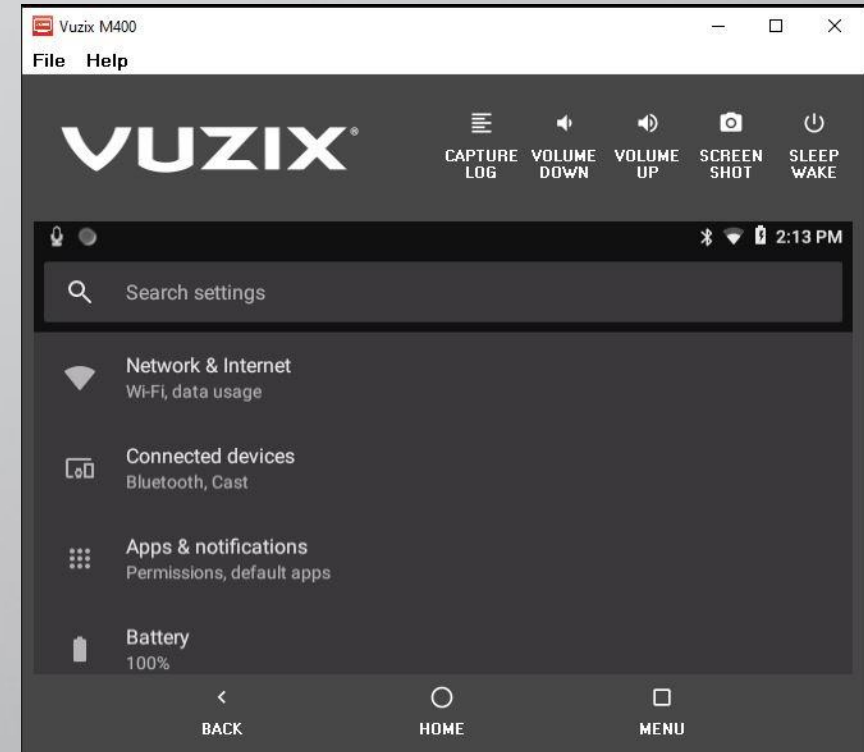 Vuzix M400
File Help
VUZIX®
CAPTURE LOG
VOLUME DOWN
VOLUME UP
SCREEN SHOT
SLEEP WAKE
2:13 PM
Search settings
Network & Internet
Wi-Fi, data usage
Connected devices
Bluetooth, Cast
Apps & notifications
Permissions, default apps
Battery
100%
BACK HOME MENU